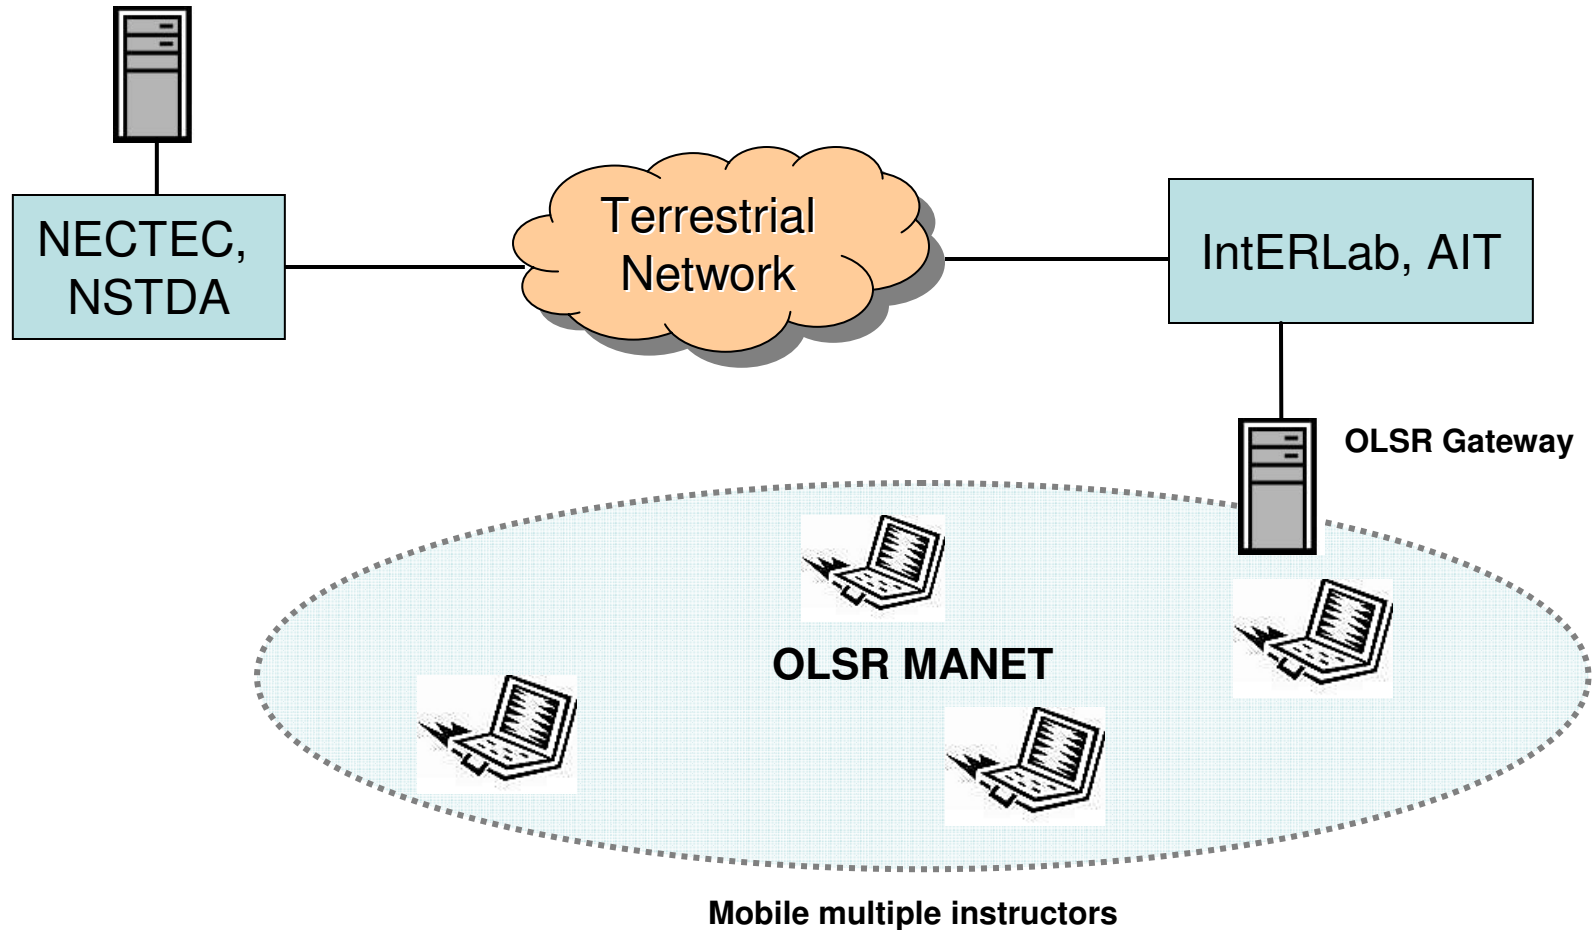 NECTEC,
NSTDA
Terrestrial
Network
IntERLab, AIT
OLSR Gateway
OLSR MANET
Mobile multiple instructors